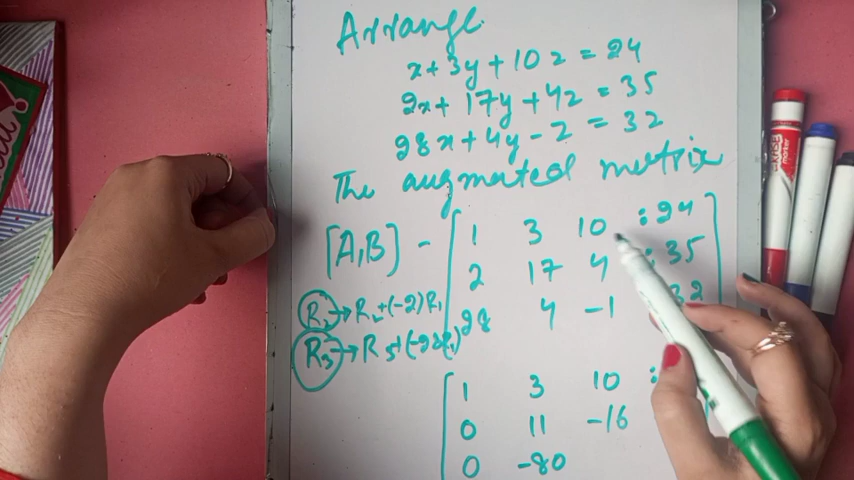 Arrange
x + 3y + 10z = 24
2x + 17y + 4z = 35
28x + 4y - z = 32
The augmented metrix
[A,B] - [ 1 3 10 : 24 ]
2 17 4 : 35
R₂ → R₂ + (-2)R₁
28 4 -1 32
R₃ → R₃ + (-28R₁)
1 3 10 :
0 11 -16
0 -80